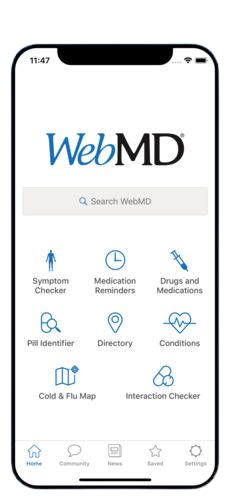 11:47
WebMD®
Search WebMD
Symptom Checker
Medication Reminders
Drugs and Medications
Pill Identifier
Directory
Conditions
Cold & Flu Map
Interaction Checker
Home
Community
News
Saved
Settings